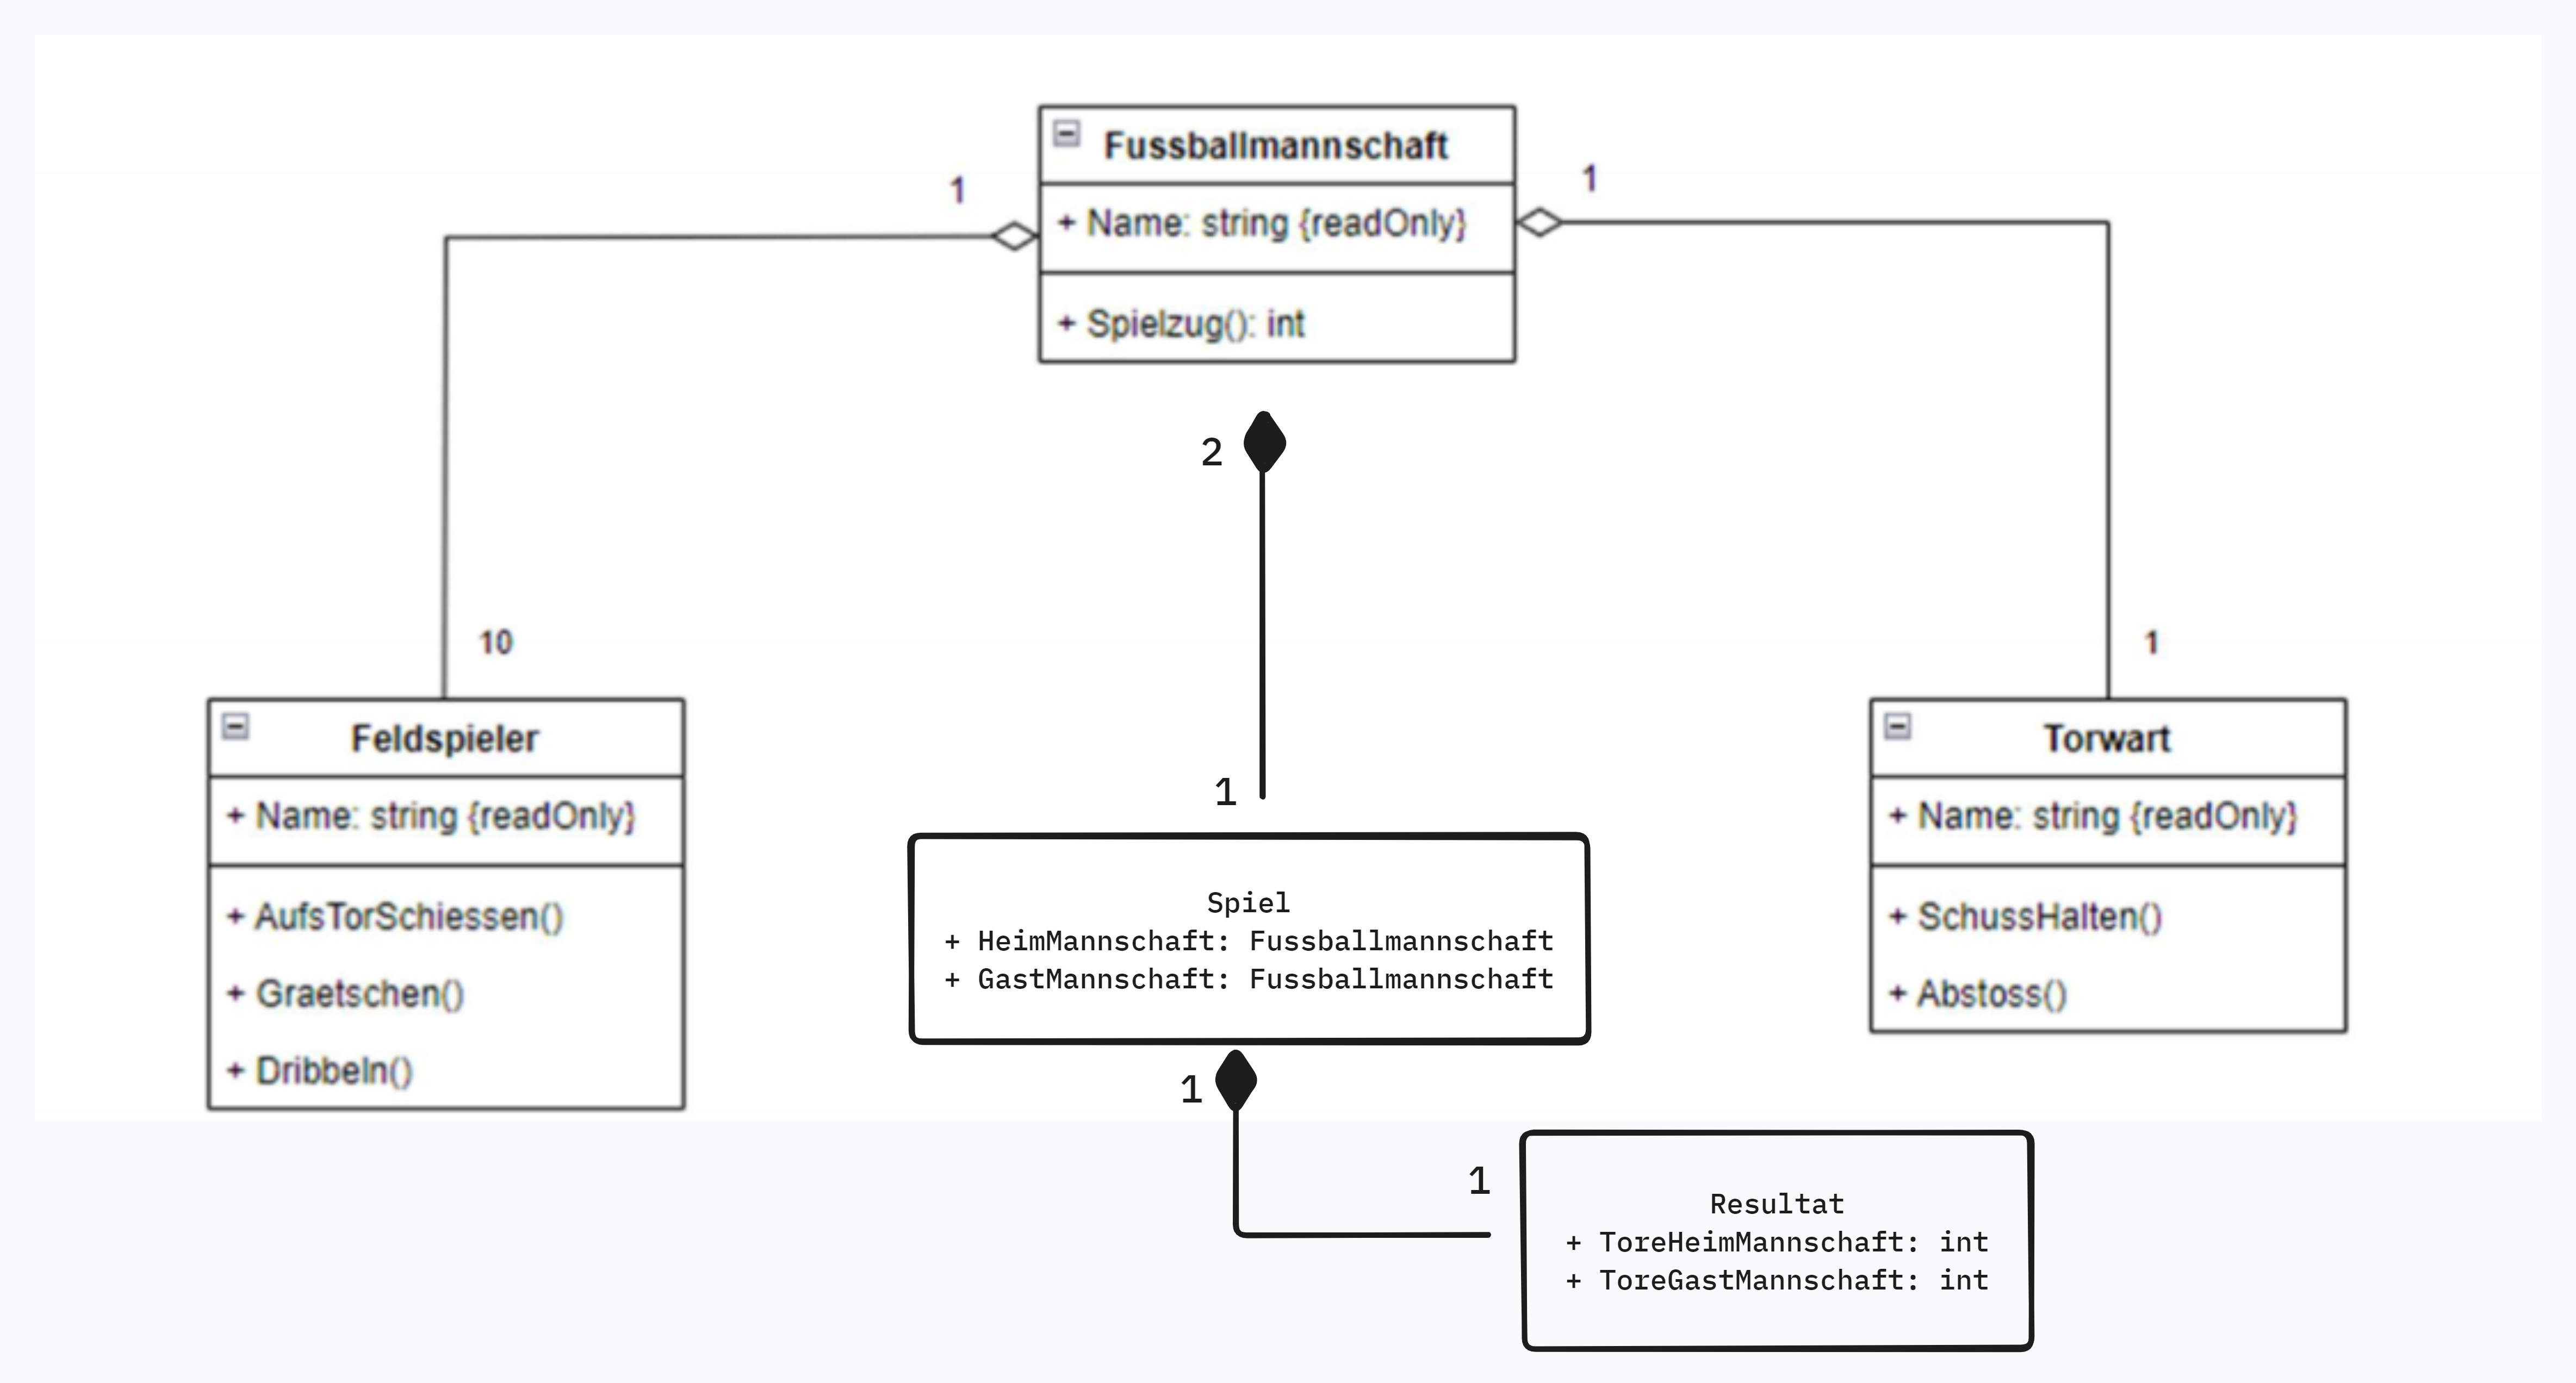 Fussballmannschaft
+ Name: string {readOnly}
+ Spielzug(): int
1
1
2
10
1
1
Feldspieler
+ Name: string {readOnly}
+ AufsTorSchiessen()
+ Graetschen()
+ Dribbeln()
Spiel
+ HeimMannschaft: Fussballmannschaft
+ GastMannschaft: Fussballmannschaft
Torwart
+ Name: string {readOnly}
+ SchussHalten()
+ Abstoss()
1
1
Resultat
+ ToreHeimMannschaft: int
+ ToreGastMannschaft: int